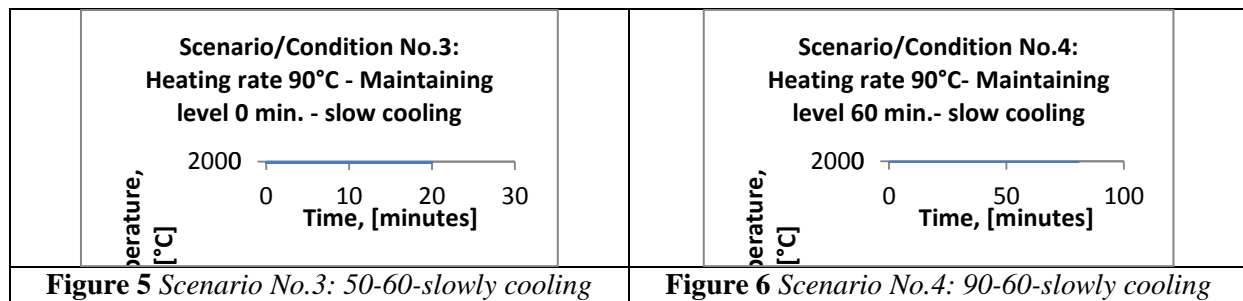 Scenario/Condition No.3:
Heating rate 90°C - Maintaining
level 0 min. - slow cooling
2000
0 10 20 30
Time, [minutes]
perature,
[°C]
Figure 5 Scenario No.3: 50-60-slowly cooling
Scenario/Condition No.4:
Heating rate 90°C- Maintaining
level 60 min.- slow cooling
2000
0 50 100
Time, [minutes]
perature,
[°C]
Figure 6 Scenario No.4: 90-60-slowly cooling